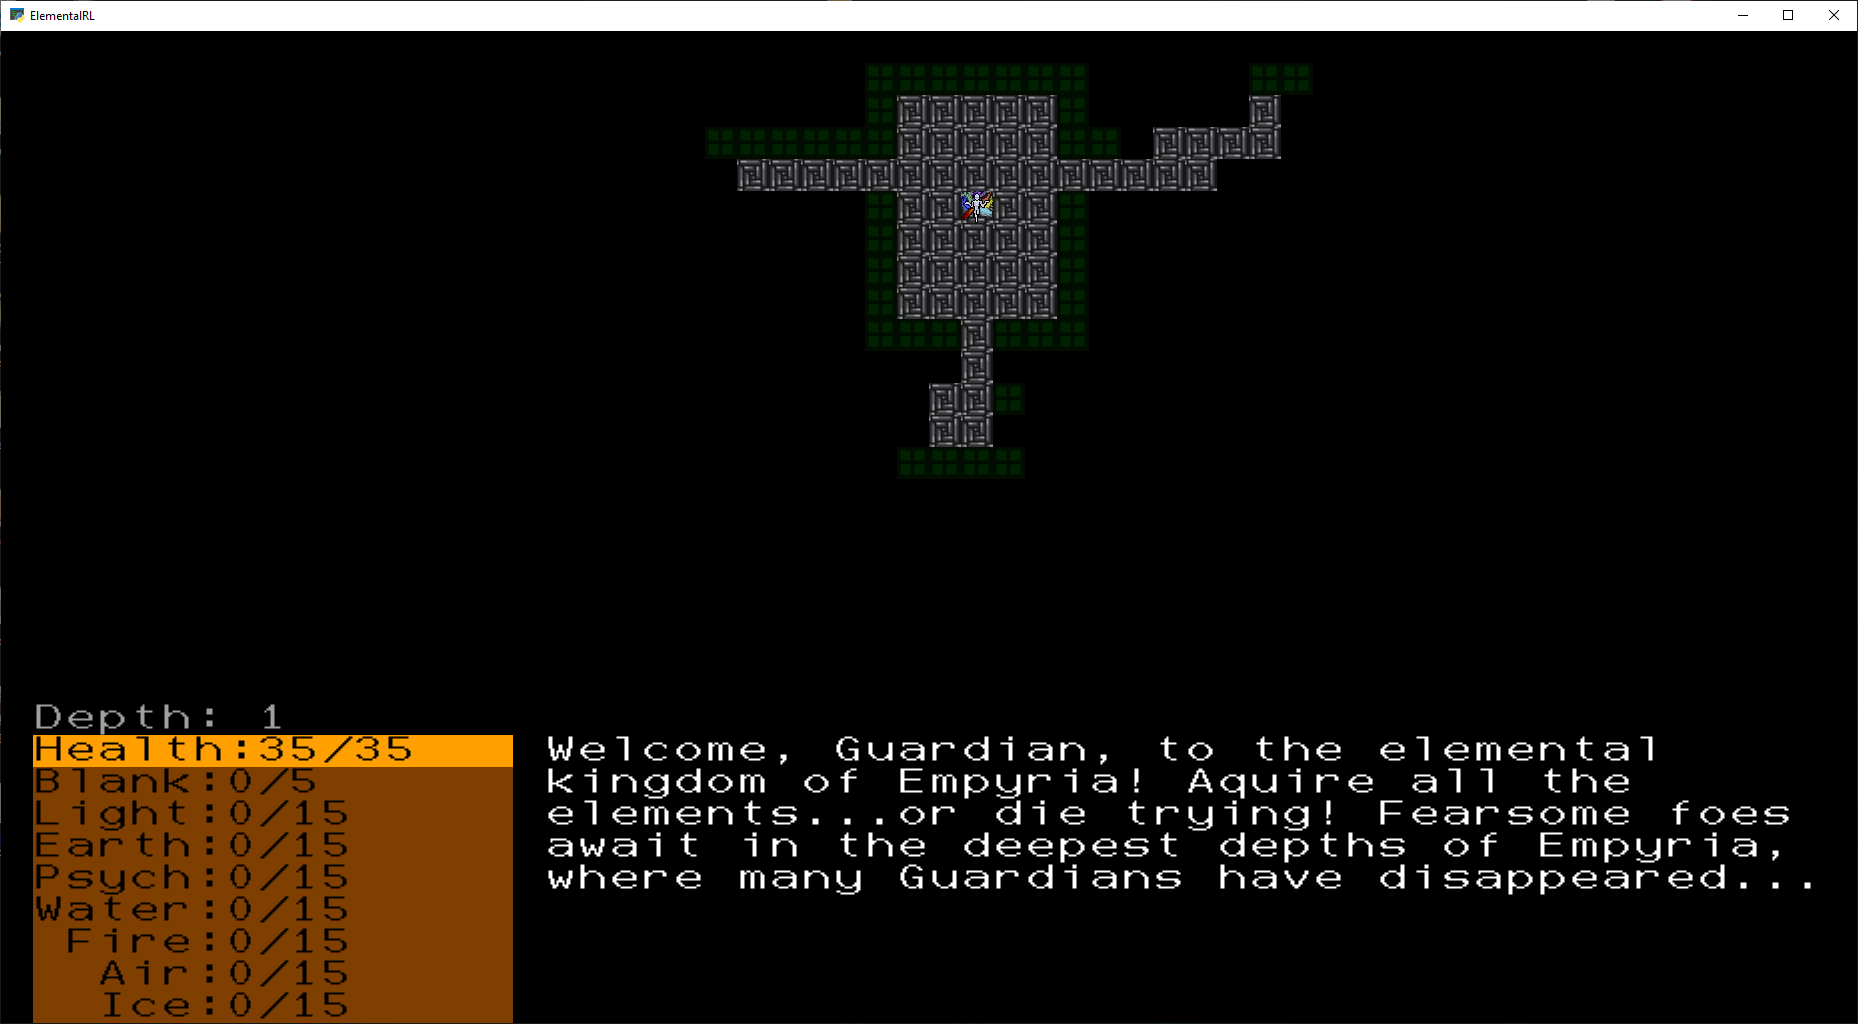 ElementalRL
Depth: 1
Health:35/35
Blank:0/5
Light:0/15
Earth:0/15
Psych:0/15
Water:0/15
Fire:0/15
Air:0/15
Ice:0/15
Welcome, Guardian, to the elemental
kingdom of Empyria! Aquire all the
elements...or die trying! Fearsome foes
await in the deepest depths of Empyria,
where many Guardians have disappeared...